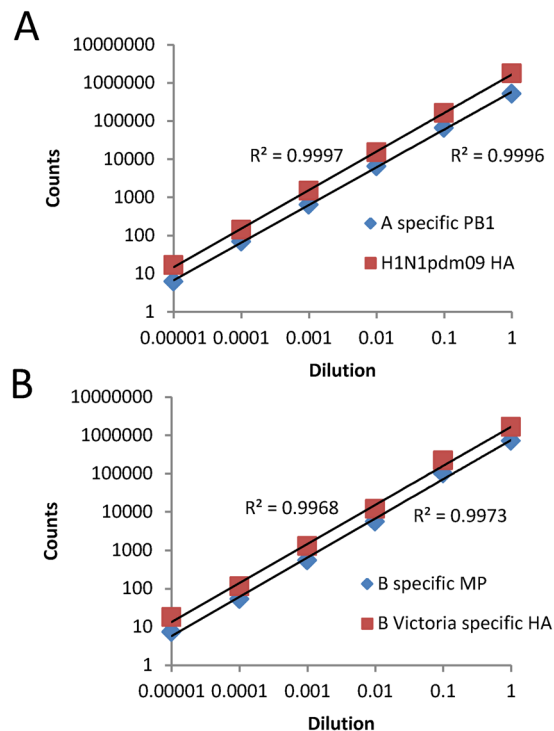 A
10000000
1000000
100000
10000
1000
100
10
1
Counts
R² = 0.9997
R² = 0.9996
A specific PB1
H1N1pdm09 HA
0.00001 0.0001 0.001 0.01 0.1 1
Dilution
B
10000000
1000000
100000
10000
1000
100
10
1
Counts
R² = 0.9968
R² = 0.9973
B specific MP
B Victoria specific HA
0.00001 0.0001 0.001 0.01 0.1 1
Dilution